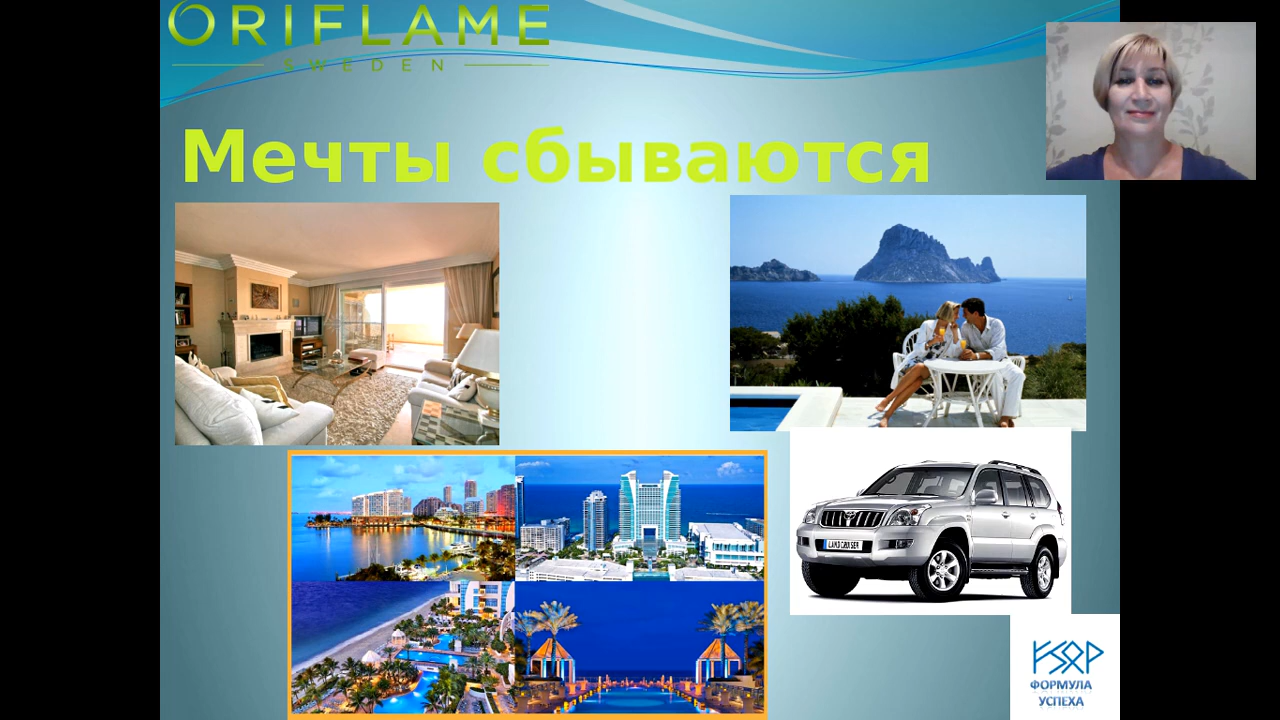 ORIFLAME
SWEDEN
Мечты сбываются
LAND CRUISER
ФОРМУЛА
УСПЕХА